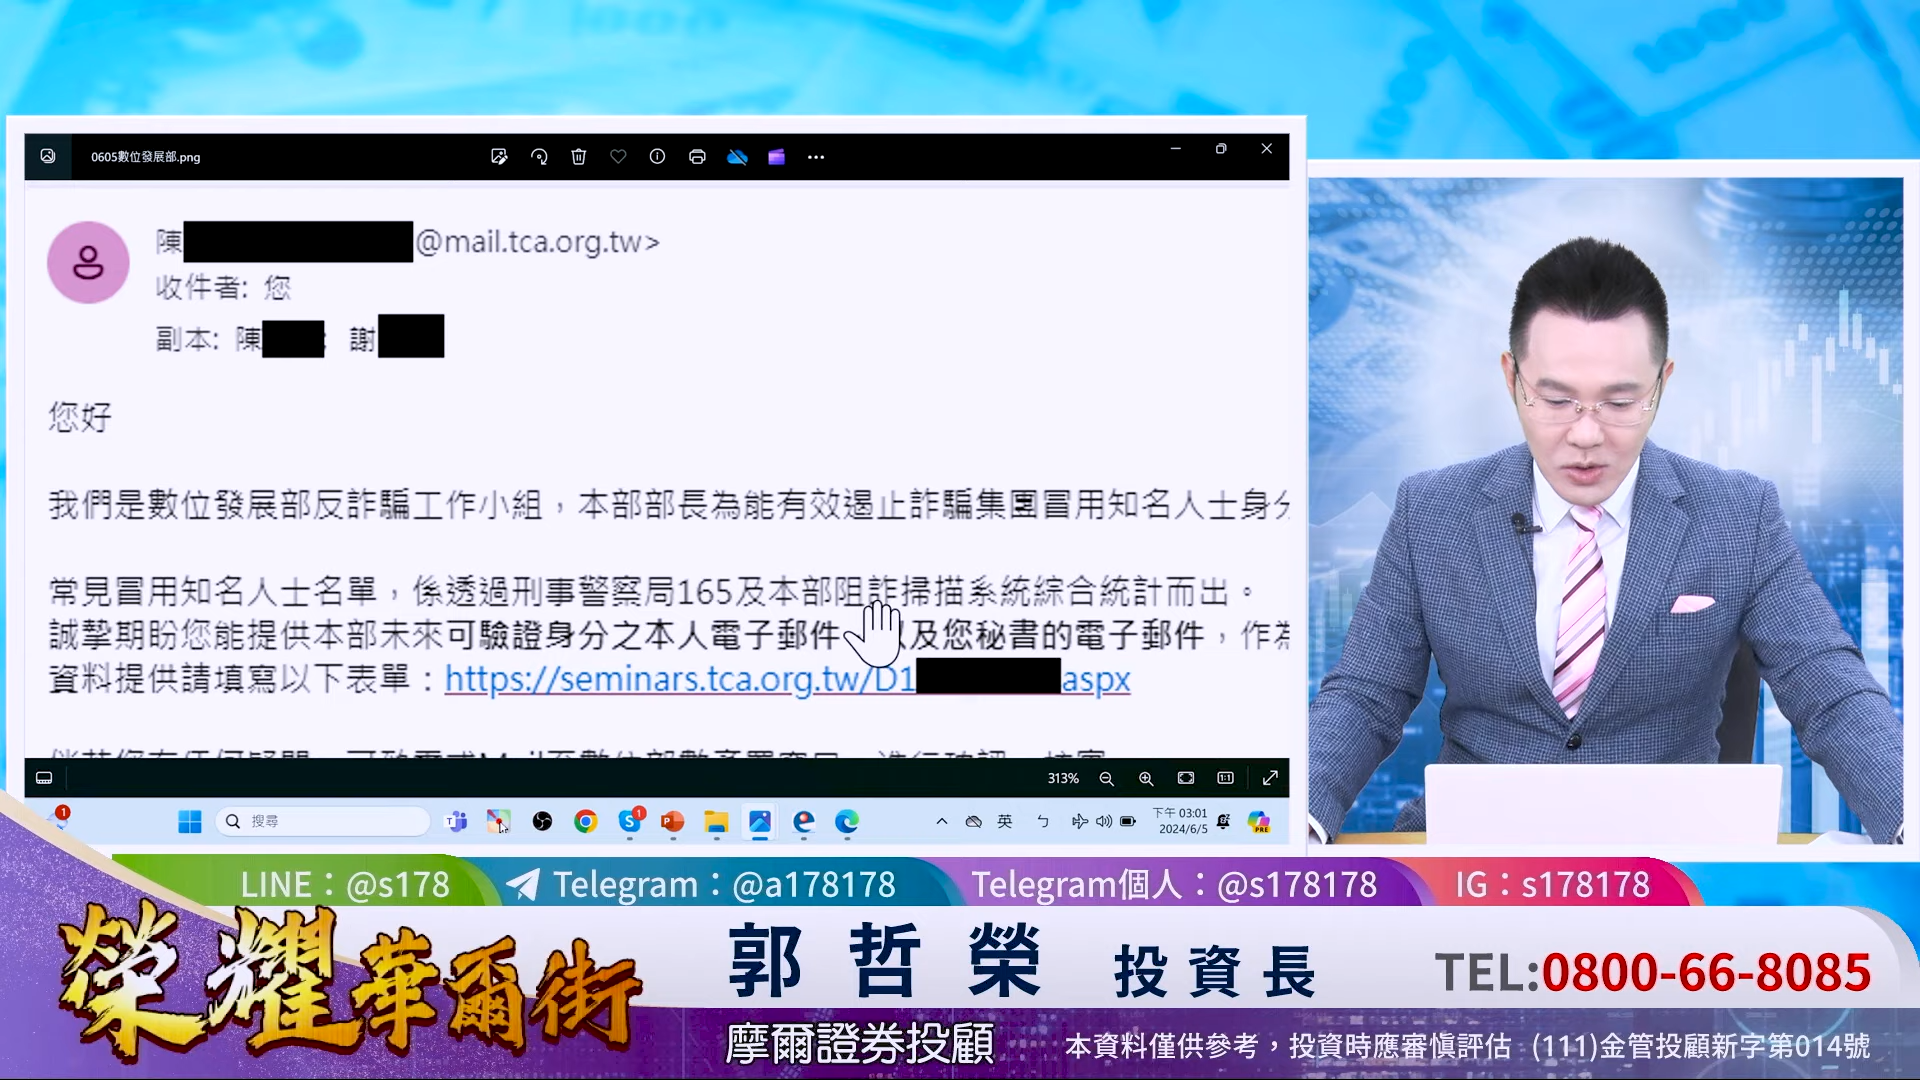 0605數位發展部.png
陳
@mail.tca.org.tw>
收件者: 您
副本: 陳 ; 謝
您好
我們是數位發展部反詐騙工作小組，本部部長為能有效遏止詐騙集團冒用知名人士身分
常見冒用知名人士名單，係透過刑事警察局165及本部阻詐掃描系統綜合統計而出。
誠摯期盼您能提供本部未來可驗證身分之本人電子郵件 以及您秘書的電子郵件，作為
資料提供請填寫以下表單：https://seminars.tca.org.tw/D1 aspx
313%
1:1
1
搜尋
1
英
ㄅ
下午 03:01
2024/6/5
PRE
LINE：@s178
Telegram：@a178178
Telegram個人：@s178178
IG：s178178
榮耀華爾街
郭哲榮 投資長
TEL:0800-66-8085
摩爾證券投顧
本資料僅供參考，投資時應審慎評估 (111)金管投顧新字第014號